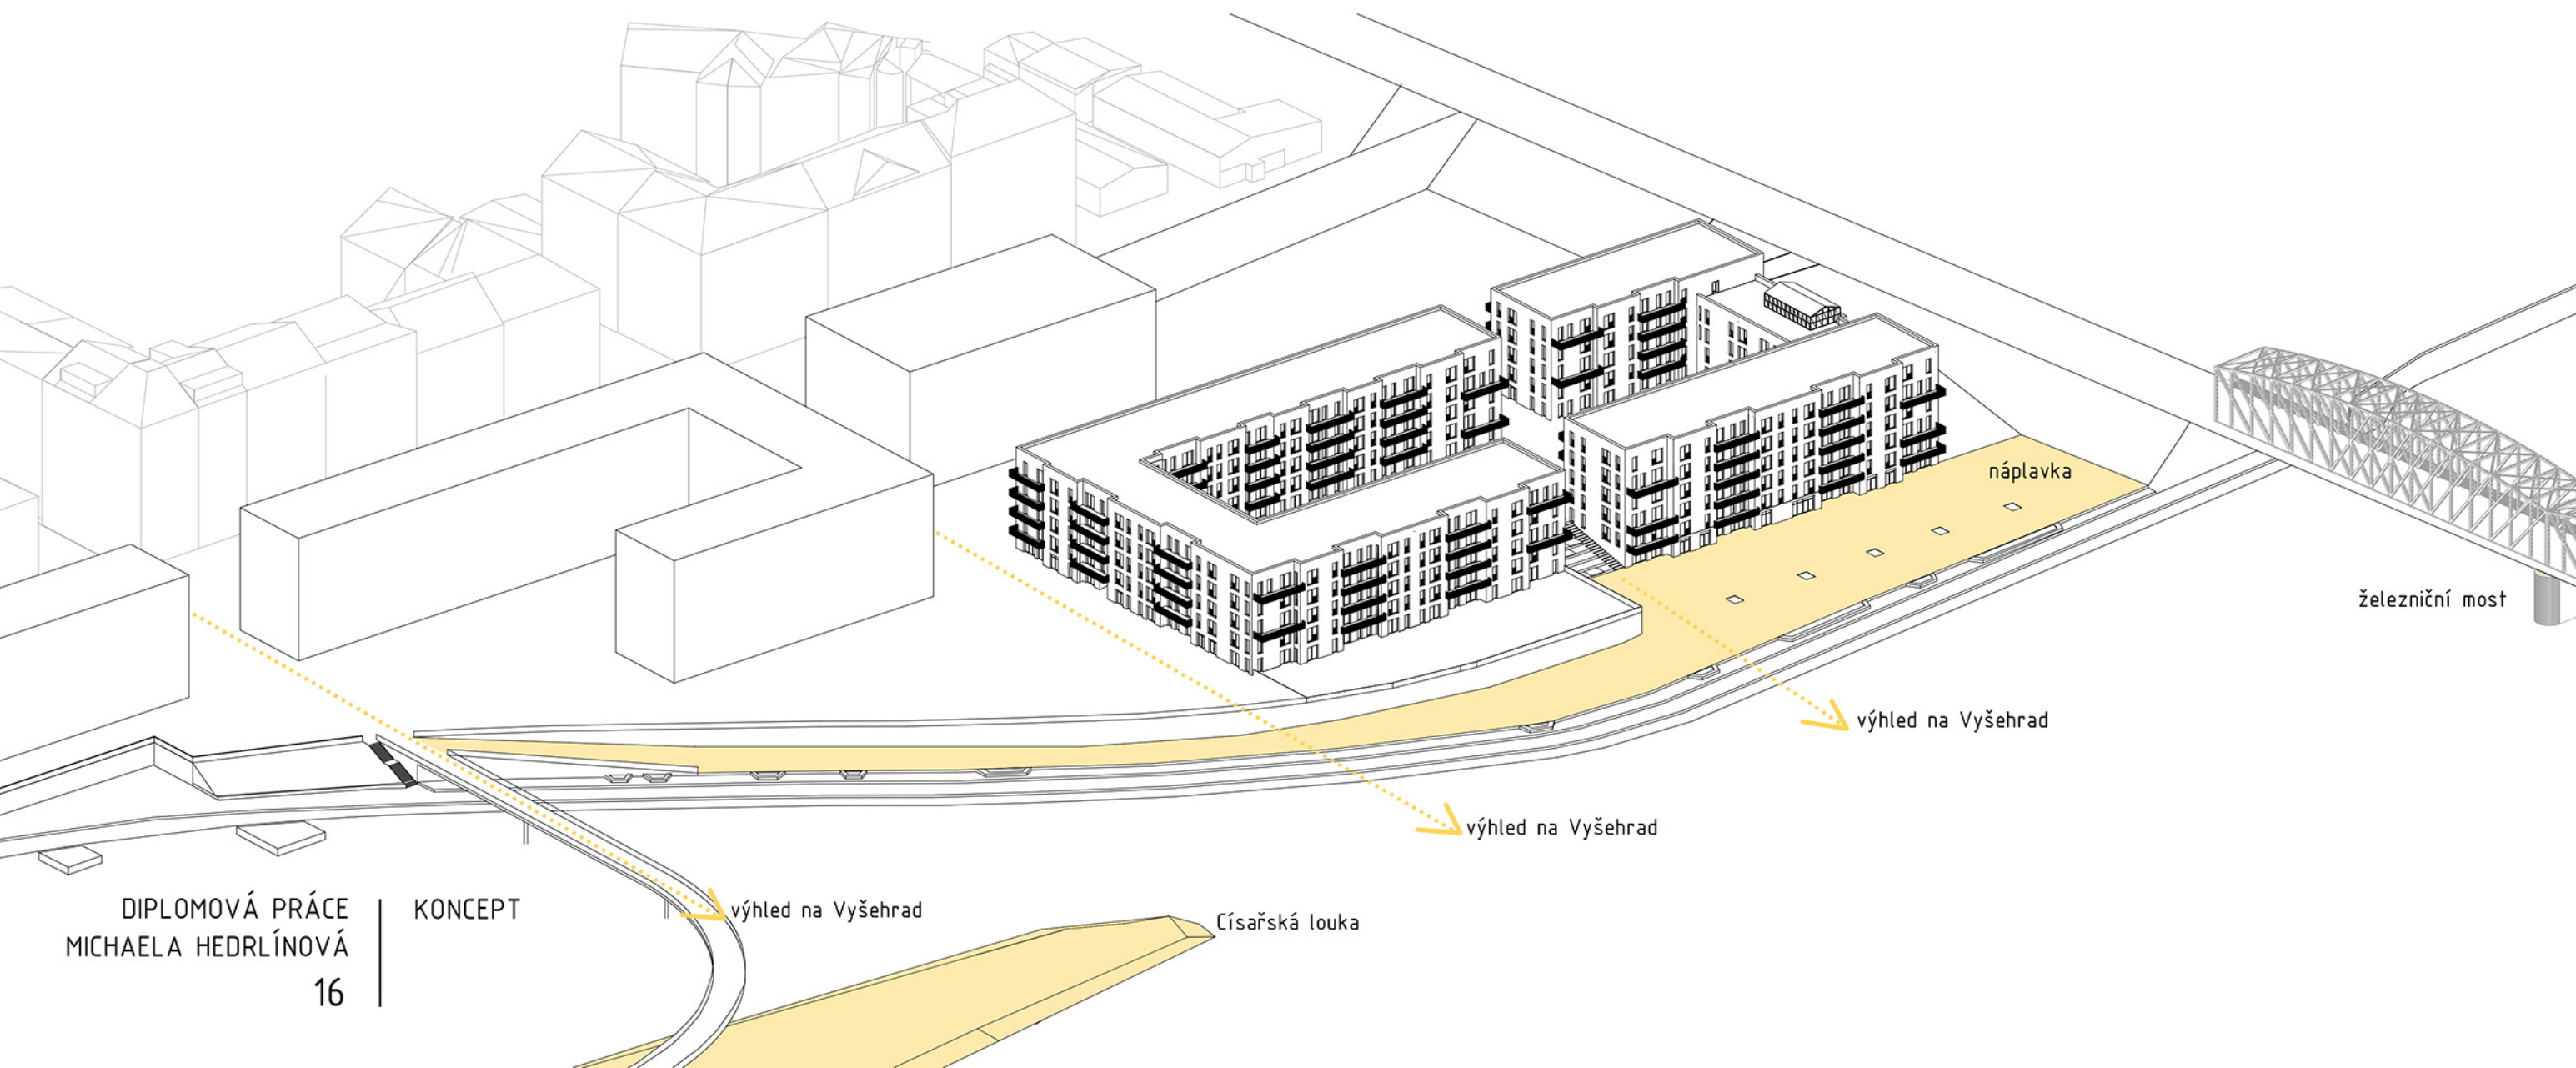 náplavka
železniční most
výhled na Vyšehrad
výhled na Vyšehrad
výhled na Vyšehrad
Císařská louka
DIPLOMOVÁ PRÁCE
MICHAELA HEDRLÍNOVÁ
16
KONCEPT